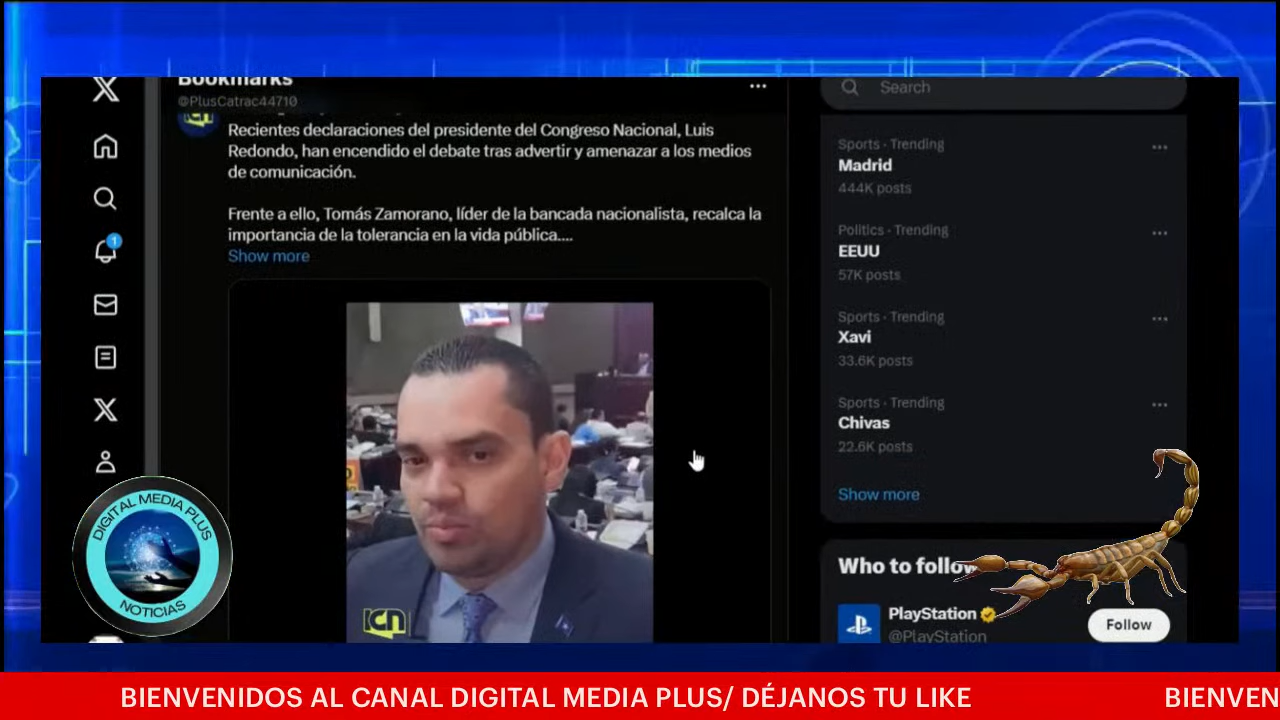 Bookmarks
@PlusCatrac44710
Recientes declaraciones del presidente del Congreso Nacional, Luis
Redondo, han encendido el debate tras advertir y amenazar a los medios
de comunicación.
Frente a ello, Tomás Zamorano, líder de la bancada nacionalista, recalca la
importancia de la tolerancia en la vida pública....
Show more
ICN
Search
Sports · Trending
Madrid
444K posts
Politics · Trending
EEUU
57K posts
Sports · Trending
Xavi
33.6K posts
Sports · Trending
Chivas
22.6K posts
Show more
Who to follow
PlayStation
@PlayStation
Follow
1
DIGITAL MEDIA PLUS
NOTICIAS
BIENVENIDOS AL CANAL DIGITAL MEDIA PLUS/ DÉJANOS TU LIKE
BIENVEN